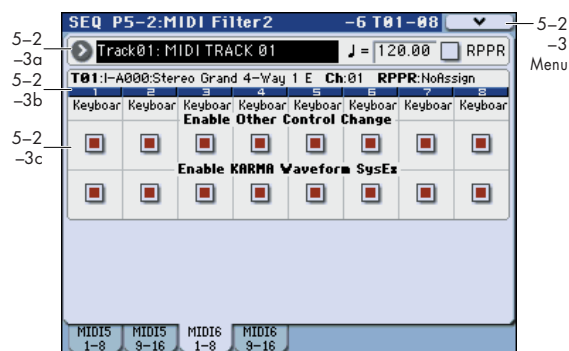 SEQ P5-2:MIDI Filter2 -6 T01-08
5-2
-3
Menu
5-2
-3a
Track01: MIDI TRACK 01 ♩= 120.00 RPPR
5-2
-3b
T01:I-A000:Stereo Grand 4-Way 1 E Ch:01 RPPR:NoAssign
1 2 3 4 5 6 7 8
Keyboar Keyboar Keyboar Keyboar Keyboar Keyboar Keyboar Keyboar
Enable Other Control Change
5-2
-3c
Enable KARMA Waveform SysEx
MIDI5 1-8 MIDI5 9-16 MIDI6 1-8 MIDI6 9-16